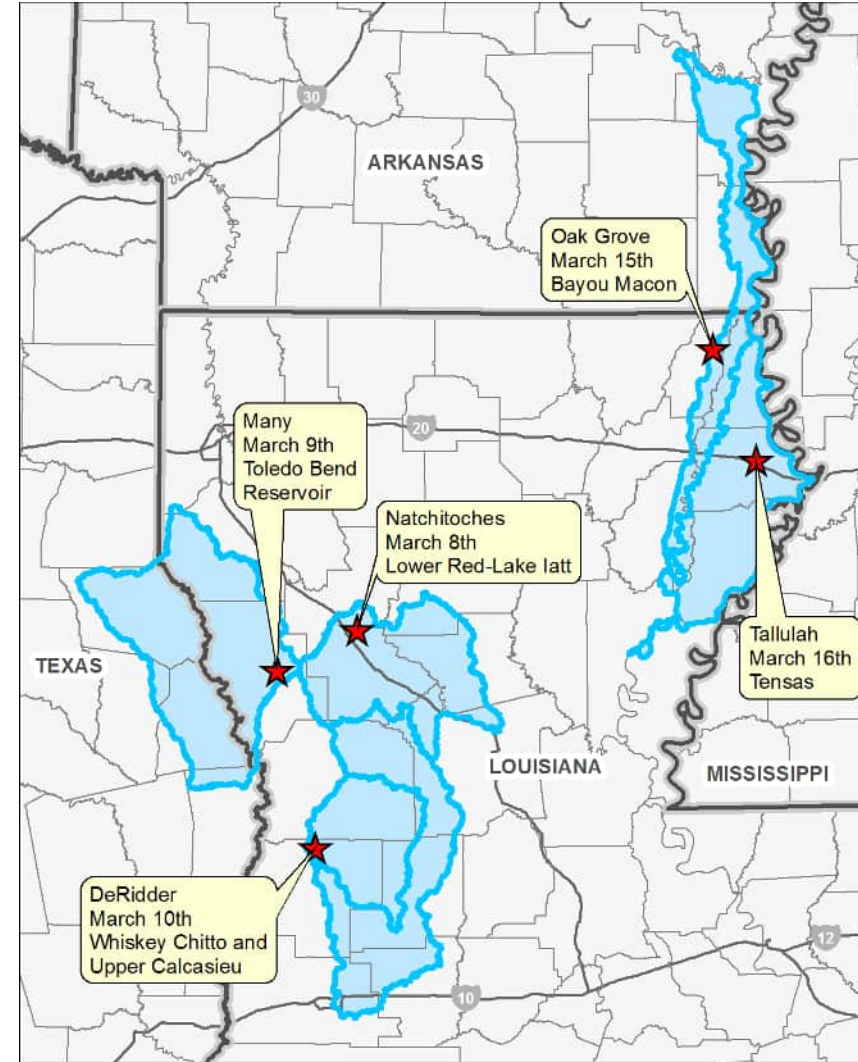 30
ARKANSAS
Oak Grove
March 15th
Bayou Macon
20
Many
March 9th
Toledo Bend
Reservoir
Natchitoches
March 8th
Lower Red-Lake Iatt
TEXAS
Tallulah
March 16th
Tensas
LOUISIANA
MISSISSIPPI
DeRidder
March 10th
Whiskey Chitto and
Upper Calcasieu
12
10